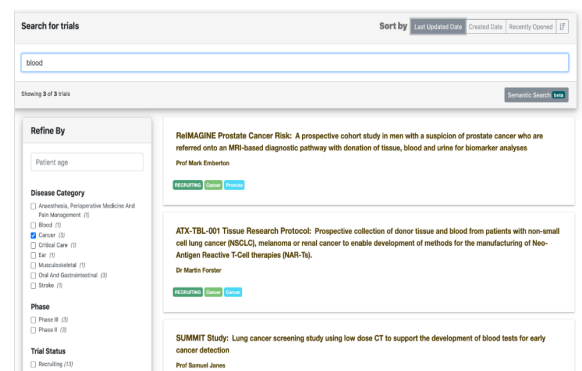 Search for trials
Sort by Last Updated Date Created Date Recently Opened
blood
Showing 3 of 3 trials
Semantic Search beta
Refine By
Patient age
Disease Category
Anaesthesia, Perioperative Medicine And
Pain Management (1)
Blood (1)
Cancer (3)
Critical Care (1)
Ear (1)
Musculoskeletal (1)
Oral And Gastrointestinal (3)
Stroke (1)
Phase
Phase III (3)
Phase II (3)
Trial Status
Recruiting (13)
ReIMAGINE Prostate Cancer Risk: A prospective cohort study in men with a suspicion of prostate cancer who are
referred onto an MRI-based diagnostic pathway with donation of tissue, blood and urine for biomarker analyses
Prof Mark Emberton
RECRUITING Cancer Prostate
ATX-TBL-001 Tissue Research Protocol: Prospective collection of donor tissue and blood from patients with non-small
cell lung cancer (NSCLC), melanoma or renal cancer to enable development of methods for the manufacturing of Neo-
Antigen Reactive T-Cell therapies (NAR-Ts).
Dr Martin Forster
RECRUITING Cancer Cancer
SUMMIT Study: Lung cancer screening study using low dose CT to support the development of blood tests for early
cancer detection
Prof Samuel Janes